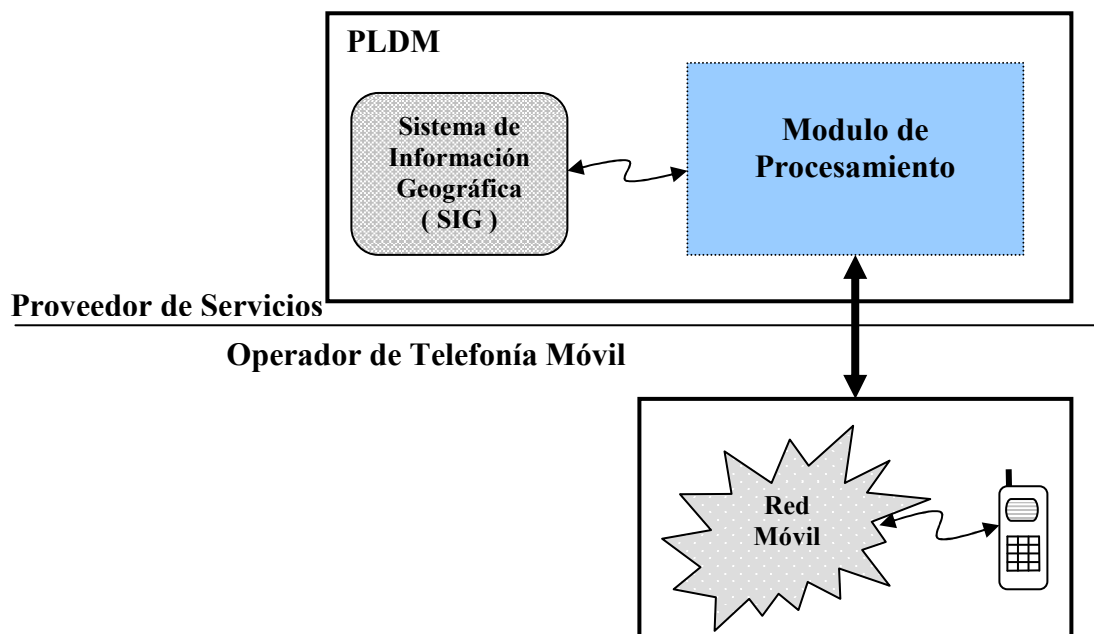 PLDM
Sistema de
Información
Geográfica
( SIG )
Modulo de
Procesamiento
Proveedor de Servicios
Operador de Telefonía Móvil
Red
Móvil